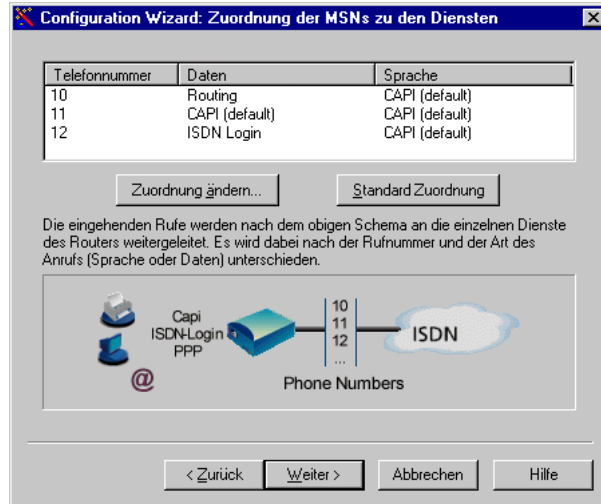 Configuration Wizard: Zuordnung der MSNs zu den Diensten
Telefonnummer Daten Sprache
10 Routing CAPI (default)
11 CAPI (default) CAPI (default)
12 ISDN Login CAPI (default)
Zuordnung ändern... Standard Zuordnung
Die eingehenden Rufe werden nach dem obigen Schema an die einzelnen Dienste
des Routers weitergeleitet. Es wird dabei nach der Rufnummer und der Art des
Anrufs (Sprache oder Daten) unterschieden.
Capi
ISDN-Login
PPP
@
10
11
12
...
ISDN
Phone Numbers
< Zurück Weiter > Abbrechen Hilfe